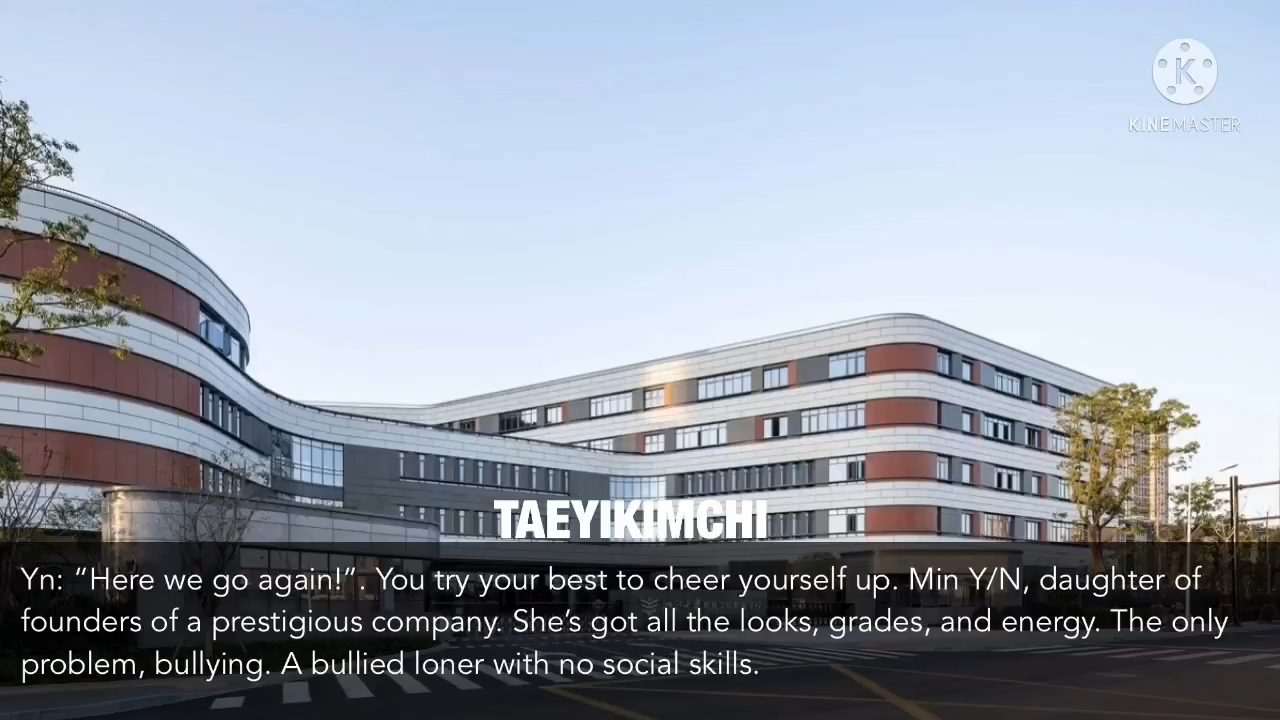 K
KINEMASTER
TAEYIKIMCHI
Yn: “Here we go again!”. You try your best to cheer yourself up. Min Y/N, daughter of
founders of a prestigious company. She’s got all the looks, grades, and energy. The only
problem, bullying. A bullied loner with no social skills.